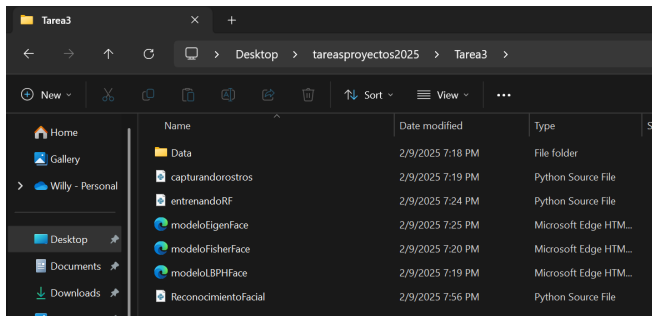 Tarea3
Desktop > tareasproyectos2025 > Tarea3 >
New Sort View
Name Date modified Type S
Home
Gallery
Willy - Personal
Desktop
Documents
Downloads
Data 2/9/2025 7:18 PM File folder
capturandorostros 2/9/2025 7:19 PM Python Source File
entrenandoRF 2/9/2025 7:24 PM Python Source File
modeloEigenFace 2/9/2025 7:25 PM Microsoft Edge HTM...
modeloFisherFace 2/9/2025 7:20 PM Microsoft Edge HTM...
modeloLBPHFace 2/9/2025 7:19 PM Microsoft Edge HTM...
ReconocimientoFacial 2/9/2025 7:56 PM Python Source File